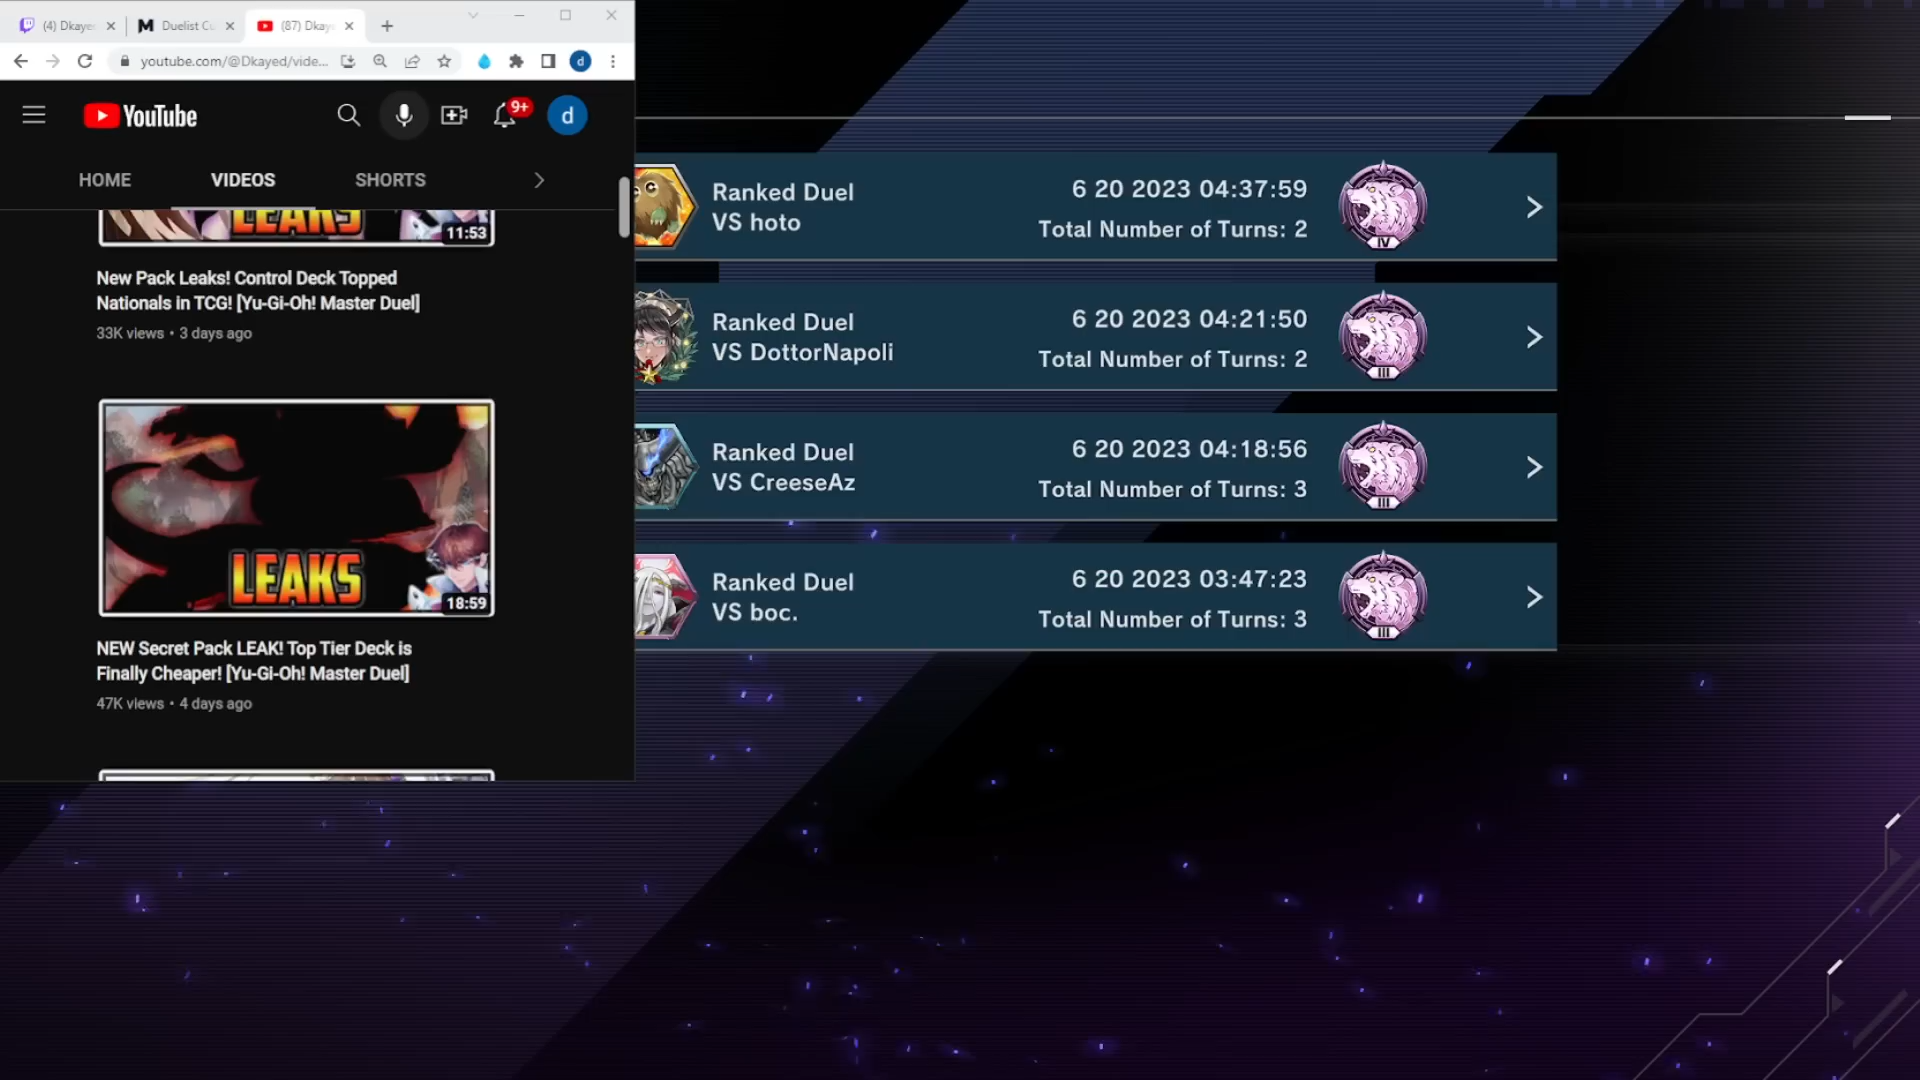 (4) Dkaye
Duelist Cu
(87) Dkay
youtube.com/@Dkayed/vide...
d
YouTube
9+
d
HOME
VIDEOS
SHORTS
LEAKS
11:53
New Pack Leaks! Control Deck Topped
Nationals in TCG! [Yu-Gi-Oh! Master Duel]
33K views • 3 days ago
LEAKS
18:59
NEW Secret Pack LEAK! Top Tier Deck is
Finally Cheaper! [Yu-Gi-Oh! Master Duel]
47K views • 4 days ago
Ranked Duel
VS hoto
6 20 2023 04:37:59
Total Number of Turns: 2
IV
Ranked Duel
VS DottorNapoli
6 20 2023 04:21:50
Total Number of Turns: 2
III
Ranked Duel
VS CreeseAz
6 20 2023 04:18:56
Total Number of Turns: 3
III
Ranked Duel
VS boc.
6 20 2023 03:47:23
Total Number of Turns: 3
III